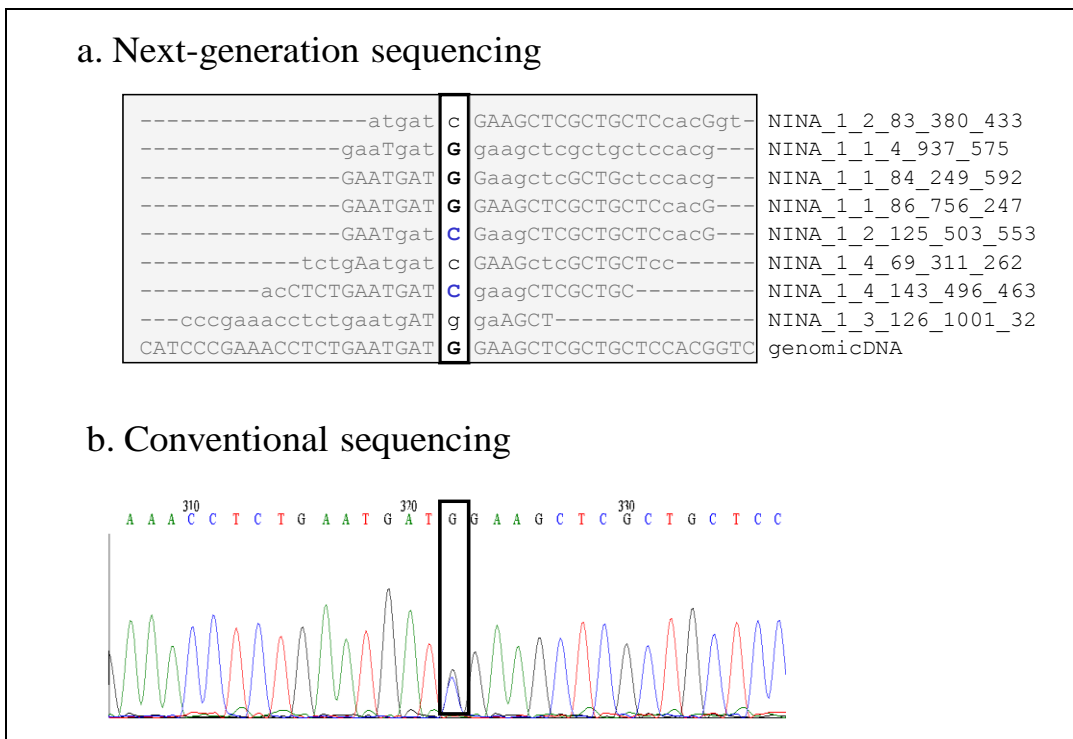 a. Next-generation sequencing
-----------------atgat c GAAGCTCGCTGCTCcacGgt- NINA_1_2_83_380_433
---------------gaaTgat G gaagctcgctgctccacg--- NINA_1_1_4_937_575
---------------GAATGAT G GaagctcGCTGctccacg--- NINA_1_1_84_249_592
---------------GAATGAT G GaagctCGCTGCTCcacG--- NINA_1_1_86_756_247
---------------GAATgat C GaagCTCGCTGCTCcacG--- NINA_1_2_125_503_553
------------tctgAatgat c GAAGctcGCTGCTcc------ NINA_1_4_69_311_262
---------acCTCTGAATGAT C gaagCTCGCTGC--------- NINA_1_4_143_496_463
---cccgaaacctctgaatgAT g gaAGCT--------------- NINA_1_3_126_1001_32
CATCCCGAAACCTCTGAATGAT G GAAGCTCGCTGCTCCACGGTC genomicDNA
b. Conventional sequencing
310 320 330
A A A C C T C T G A A T G A T G G A A G C T C G C T G C T C C